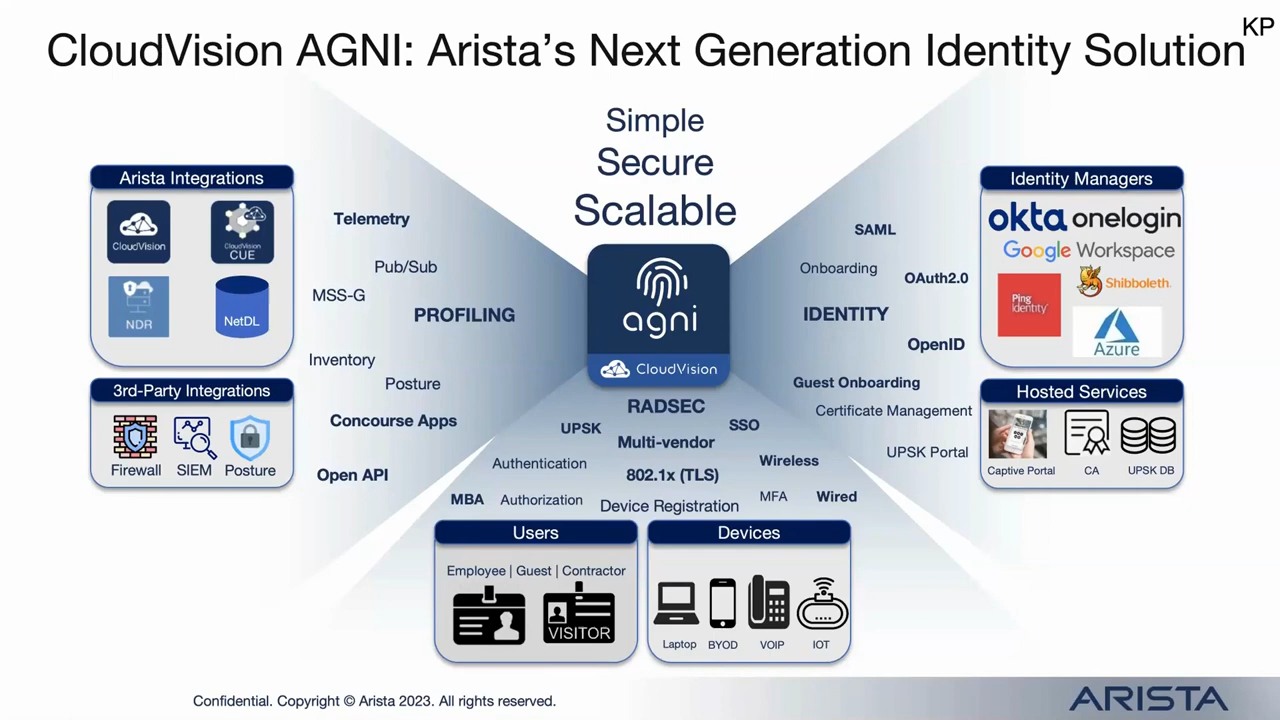 KP
CloudVision AGNI: Arista's Next Generation Identity Solution
Simple
Secure
Scalable
Arista Integrations
CloudVision
CloudVision
CUE
NDR
NetDL
3rd-Party Integrations
Firewall
SIEM
Posture
Telemetry
Pub/Sub
MSS-G
PROFILING
Inventory
Posture
Concourse Apps
Open API
agni
CloudVision
RADSEC
UPSK
SSO
Multi-vendor
Authentication
Wireless
802.1x (TLS)
MBA
Authorization
Device Registration
MFA
Wired
SAML
Onboarding
OAuth2.0
IDENTITY
OpenID
Guest Onboarding
Certificate Management
UPSK Portal
Identity Managers
okta onelogin
Google Workspace
Ping
Identity
Shibboleth.
Azure
Hosted Services
Captive Portal
CA
UPSK DB
Users
Employee | Guest | Contractor
VISITOR
Devices
Laptop
BYOD
VOIP
IOT
Confidential. Copyright © Arista 2023. All rights reserved.
ARISTA